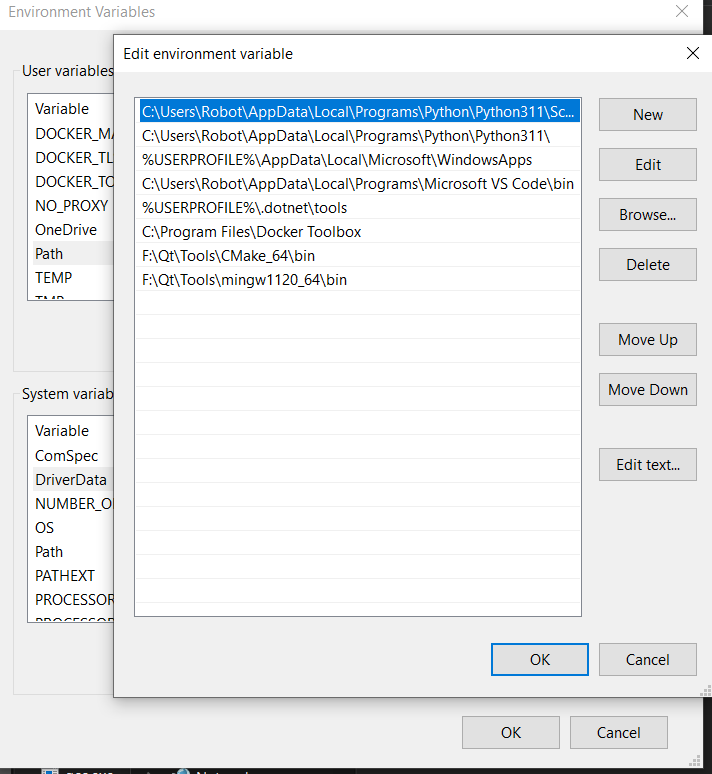 Environment Variables
Edit environment variable
User variables
Variable
DOCKER_MA
DOCKER_TL
DOCKER_TO
NO_PROXY
OneDrive
Path
TEMP
TMP
C:\Users\Robot\AppData\Local\Programs\Python\Python311\Sc...
C:\Users\Robot\AppData\Local\Programs\Python\Python311\
%USERPROFILE%\AppData\Local\Microsoft\WindowsApps
C:\Users\Robot\AppData\Local\Programs\Microsoft VS Code\bin
%USERPROFILE%\.dotnet\tools
C:\Program Files\Docker Toolbox
F:\Qt\Tools\CMake_64\bin
F:\Qt\Tools\mingw1120_64\bin
New
Edit
Browse...
Delete
Move Up
Move Down
Edit text...
System variab
Variable
ComSpec
DriverData
NUMBER_O
OS
Path
PATHEXT
PROCESSOR
PROCESSOR
OK
Cancel
OK
Cancel